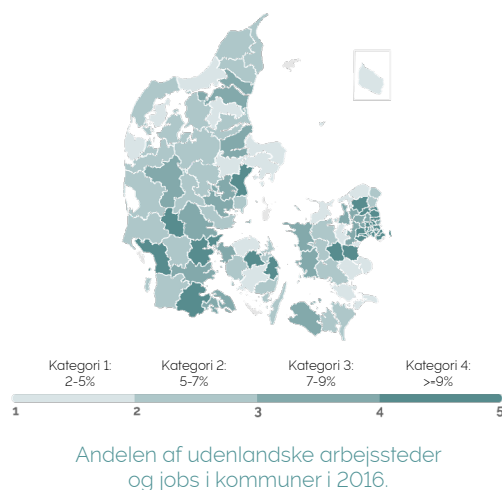 Kategori 1:
2-5%
Kategori 2:
5-7%
Kategori 3:
7-9%
Kategori 4:
>=9%
1 2 3 4 5
Andelen af udenlandske arbejssteder
og jobs i kommuner i 2016.